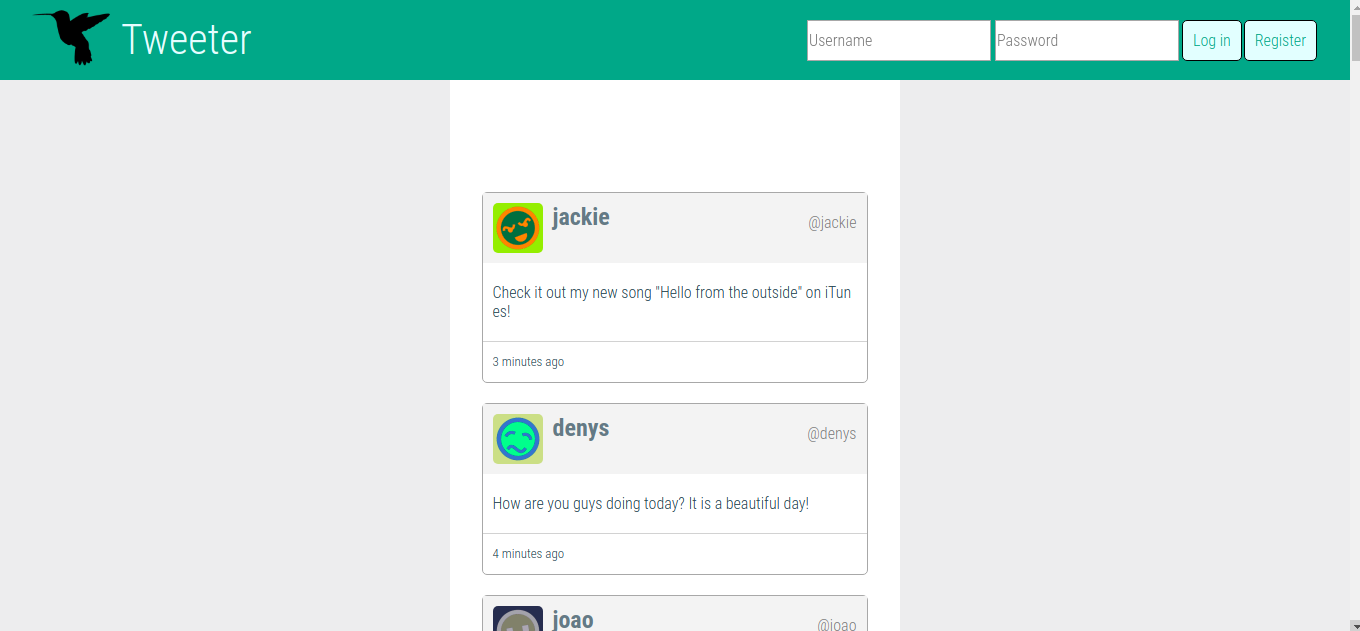 Tweeter
Username
Password
Log in
Register
jackie
@jackie
Check it out my new song "Hello from the outside" on iTun
es!
3 minutes ago
denys
@denys
How are you guys doing today? It is a beautiful day!
4 minutes ago
joao
@joao